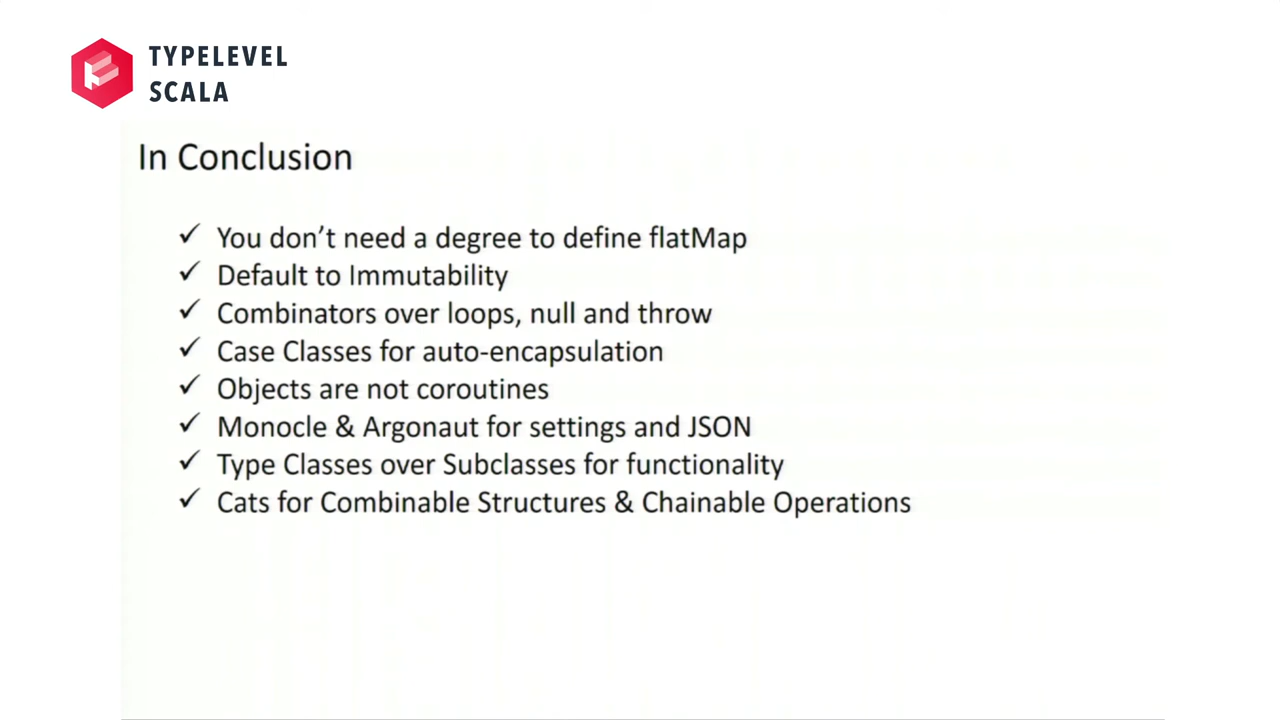 TYPELEVEL
SCALA
In Conclusion
✓ You don’t need a degree to define flatMap
✓ Default to Immutability
✓ Combinators over loops, null and throw
✓ Case Classes for auto-encapsulation
✓ Objects are not coroutines
✓ Monocle & Argonaut for settings and JSON
✓ Type Classes over Subclasses for functionality
✓ Cats for Combinable Structures & Chainable Operations